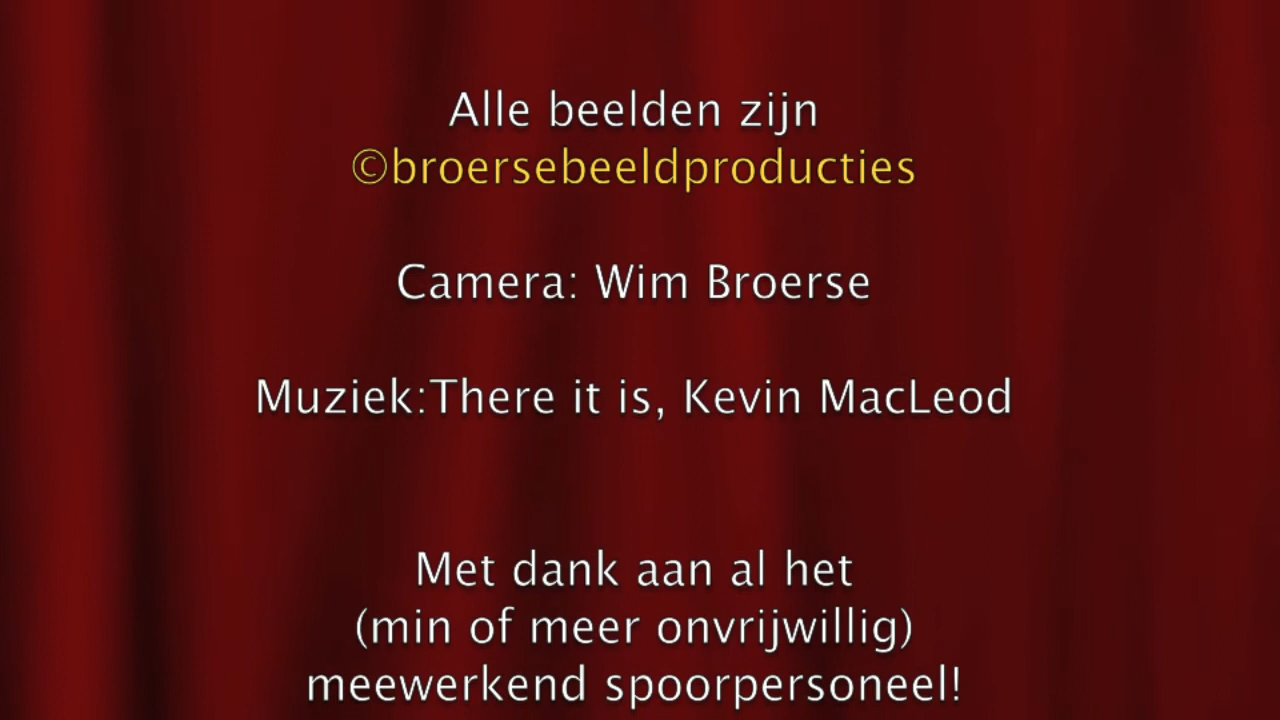 Alle beelden zijn
©broersebeeldproducties
Camera: Wim Broerse
Muziek:There it is, Kevin MacLeod
Met dank aan al het
(min of meer onvrijwillig)
meewerkend spoorpersoneel!